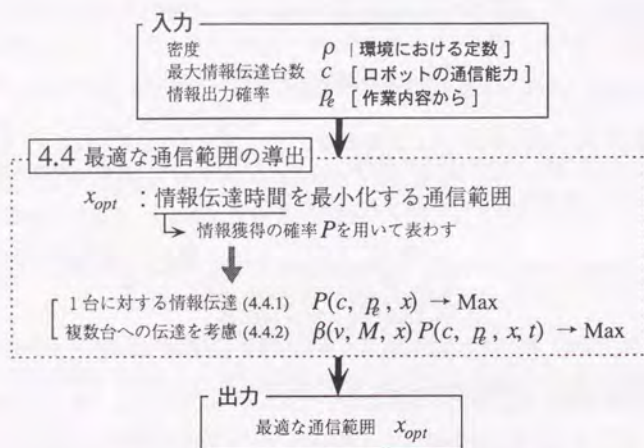 入力
密度 ρ [ 環境における定数 ]
最大情報伝達台数 c [ ロボットの通信能力 ]
情報出力確率 pₑ [ 作業内容から ]
4.4 最適な通信範囲の導出
x_opt : 情報伝達時間を最小化する通信範囲
情報獲得の確率 P を用いて表わす
1台に対する情報伝達 (4.4.1) P(c, pₑ, x) → Max
複数台への伝達を考慮 (4.4.2) β(v, M, x) P(c, pₑ, x, t) → Max
出力
最適な通信範囲 x_opt